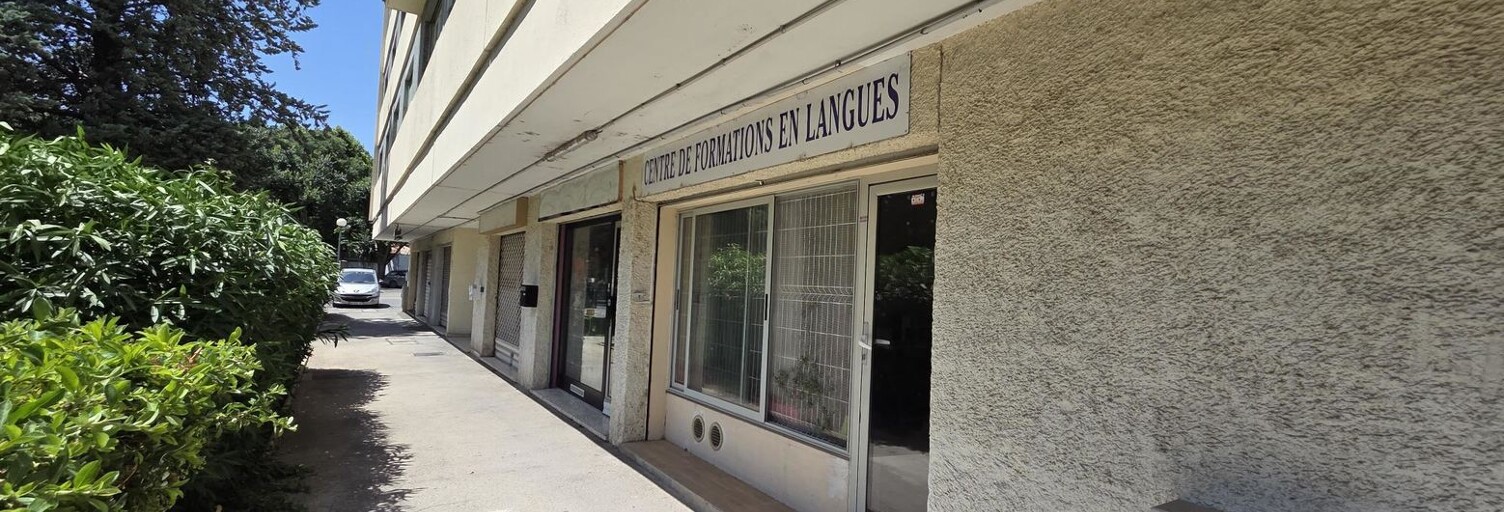 CENTRE DE FORMATIONS EN LANGUES